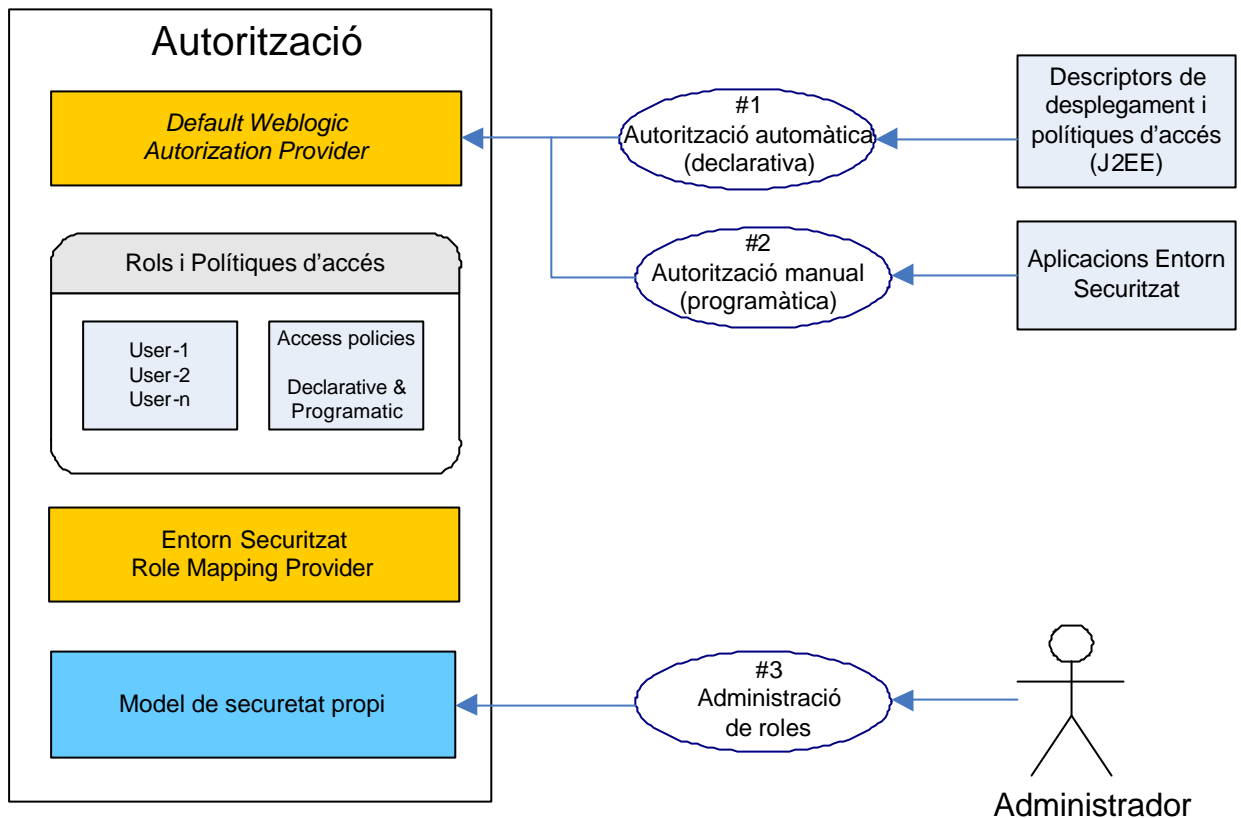 Autorització
Default Weblogic
Autorization Provider
Rols i Polítiques d'accés
User-1
User-2
User-n
Access policies
Declarative &
Programatic
Entorn Securitzat
Role Mapping Provider
Model de securetat propi
#1
Autorització automàtica
(declarativa)
#2
Autorització manual
(programàtica)
#3
Administració
de roles
Descriptors de
desplegament i
polítiques d'accés
(J2EE)
Aplicacions Entorn
Securitzat
Administrador